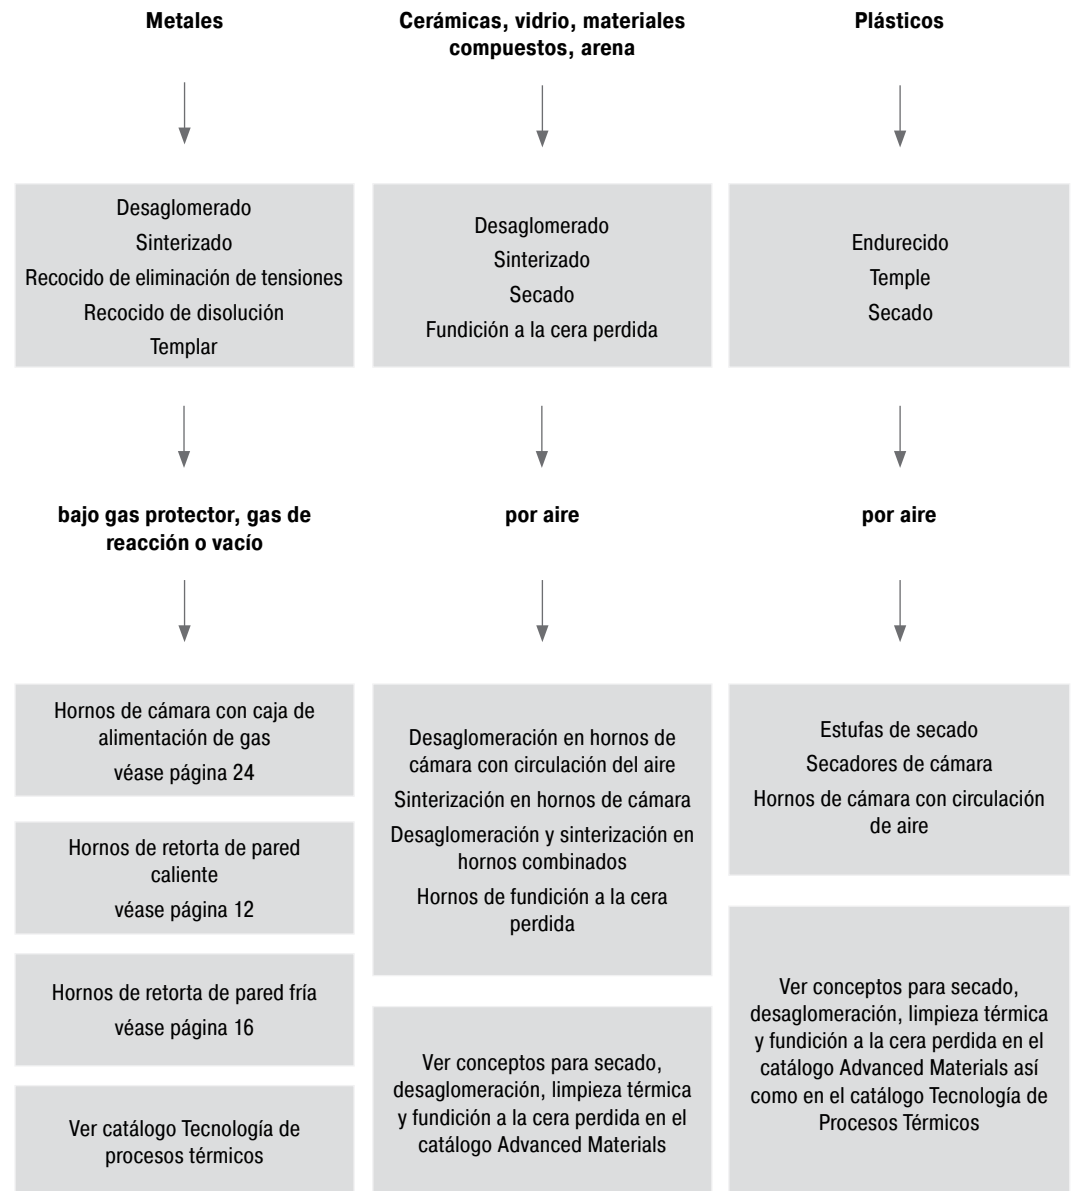 Metales
Desaglomerado
Sinterizado
Recocido de eliminación de tensiones
Recocido de disolución
Templar
bajo gas protector, gas de
reacción o vacío
Hornos de cámara con caja de
alimentación de gas
véase página 24
Hornos de retorta de pared
caliente
véase página 12
Hornos de retorta de pared fría
véase página 16
Ver catálogo Tecnología de
procesos térmicos
Cerámicas, vidrio, materiales
compuestos, arena
Desaglomerado
Sinterizado
Secado
Fundición a la cera perdida
por aire
Desaglomeración en hornos de
cámara con circulación del aire
Sinterización en hornos de cámara
Desaglomeración y sinterización en
hornos combinados
Hornos de fundición a la cera
perdida
Ver conceptos para secado,
desaglomeración, limpieza térmica
y fundición a la cera perdida en el
catálogo Advanced Materials
Plásticos
Endurecido
Temple
Secado
por aire
Estufas de secado
Secadores de cámara
Hornos de cámara con circulación
de aire
Ver conceptos para secado,
desaglomeración, limpieza térmica
y fundición a la cera perdida en el
catálogo Advanced Materials así
como en el catálogo Tecnología de
Procesos Térmicos